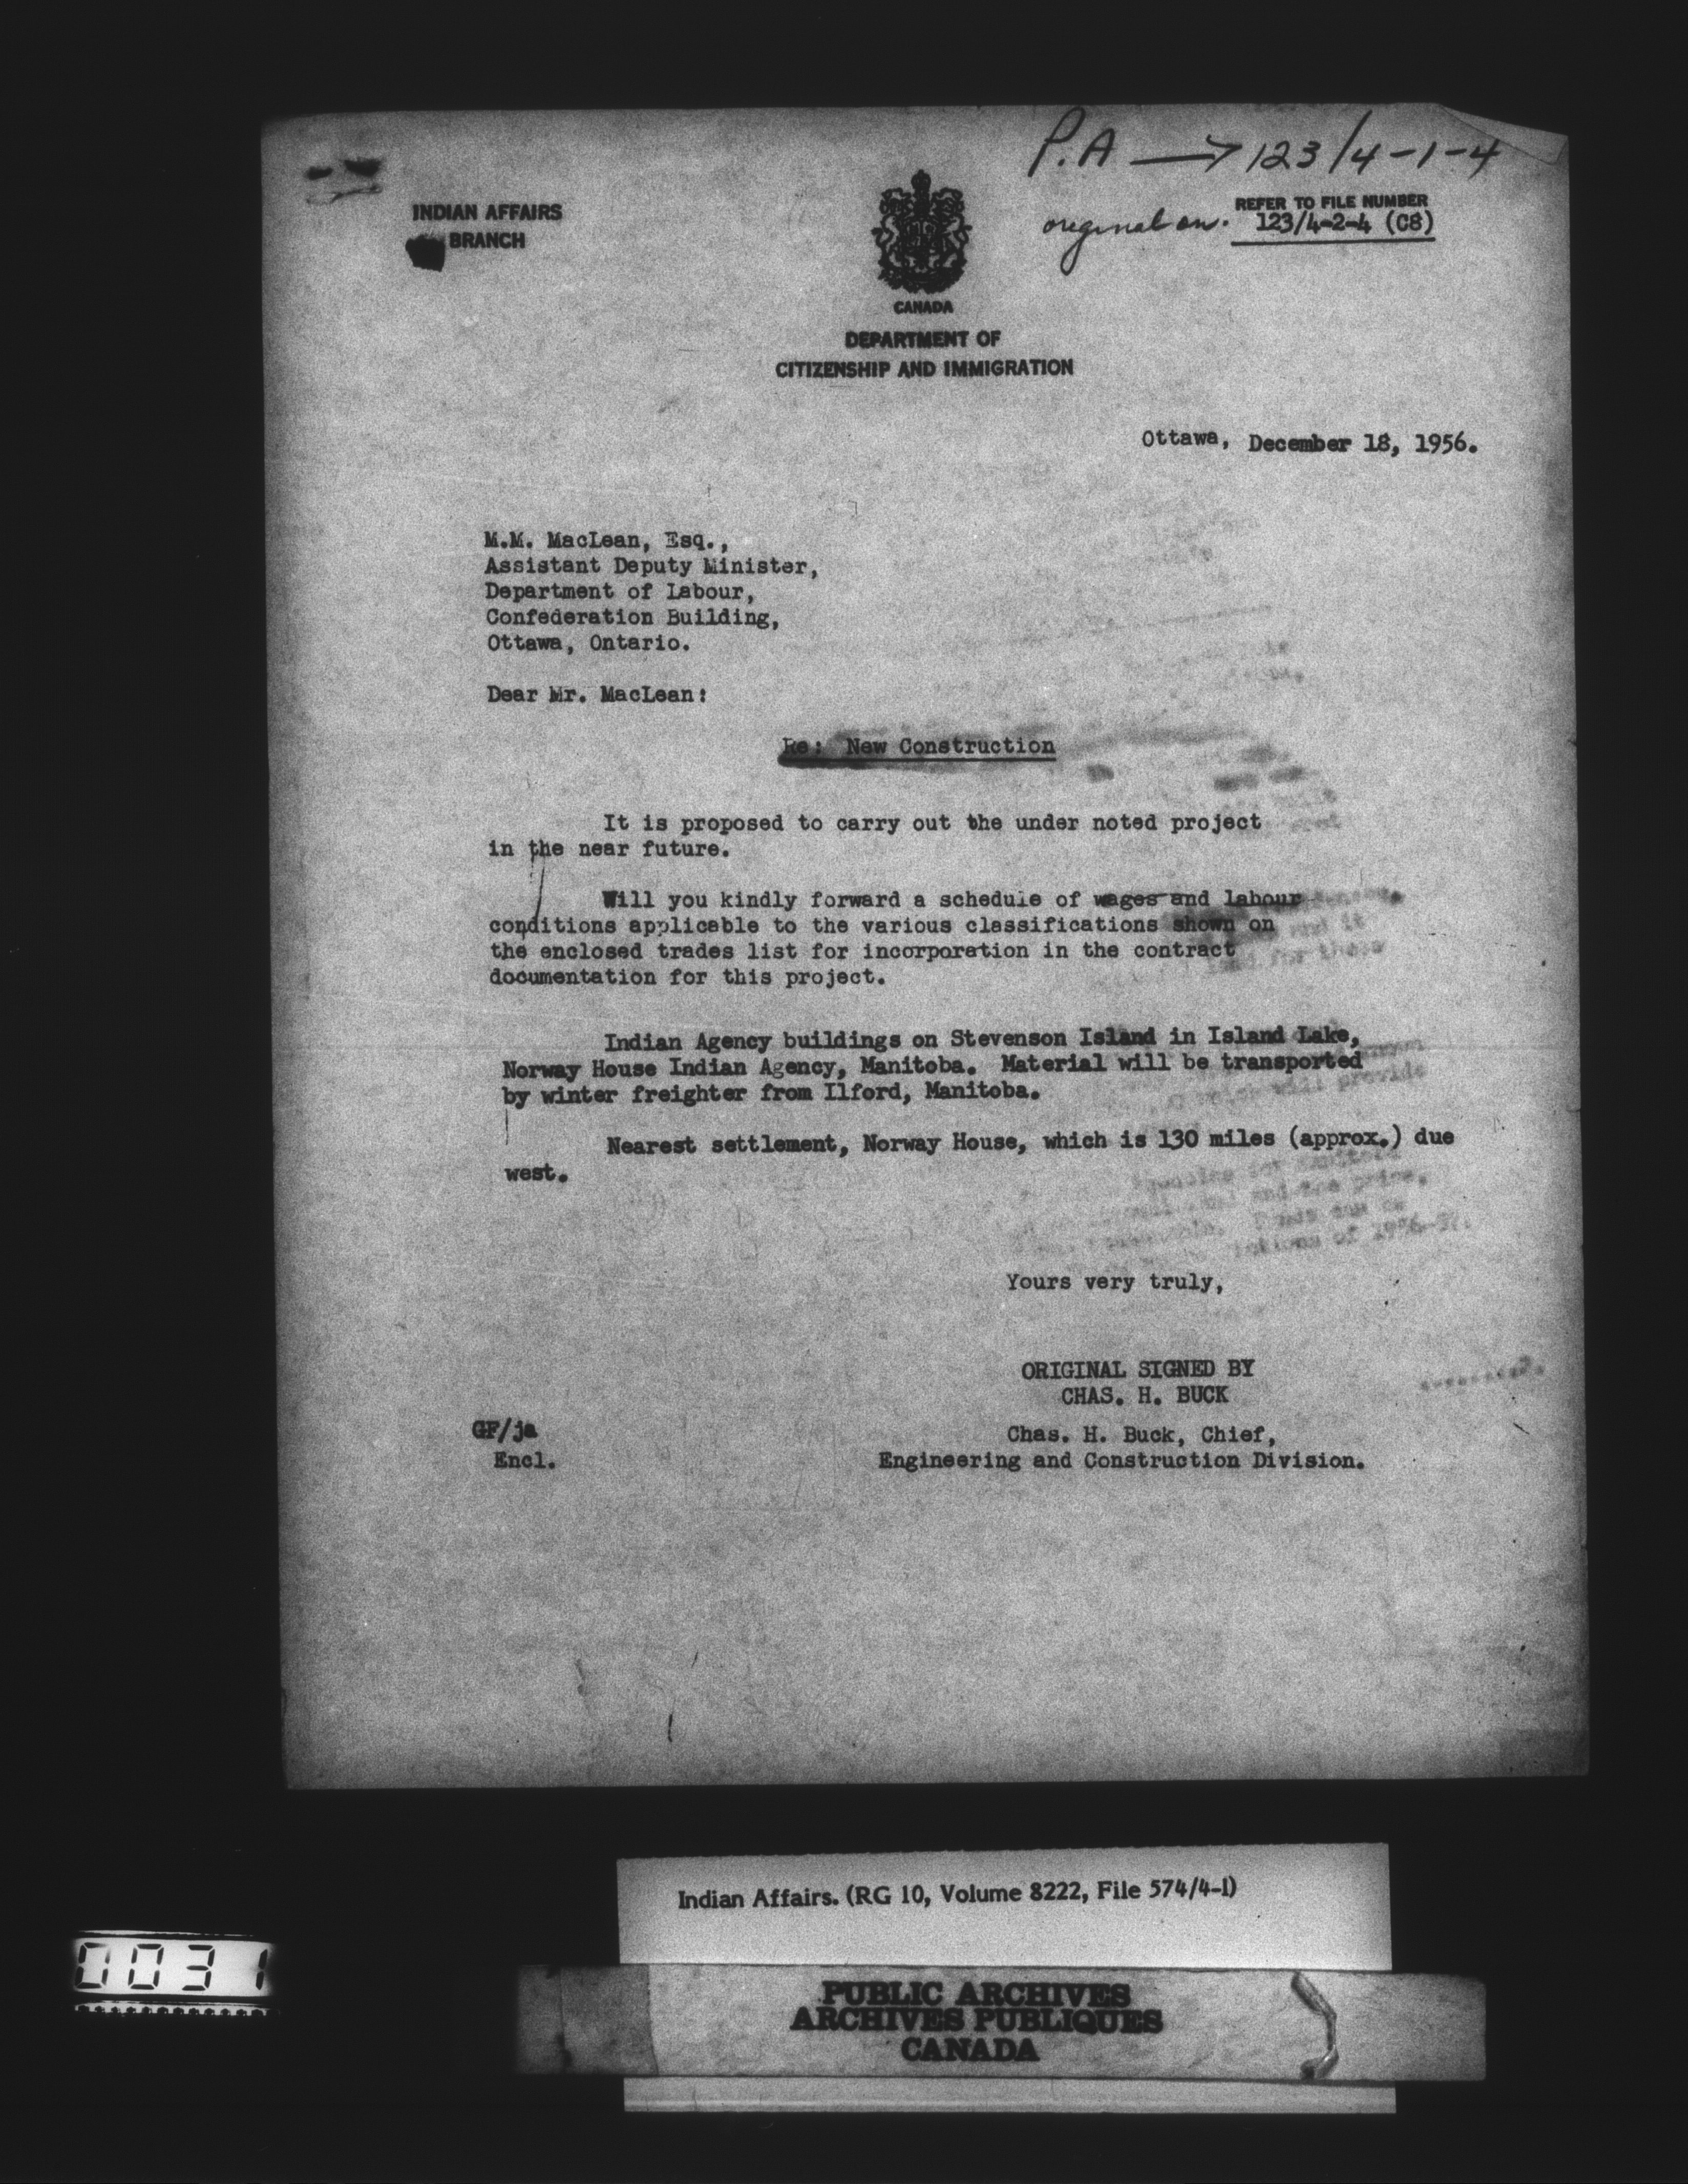 P.A → 123/4-1-4
INDIAN AFFAIRS
BRANCH
REFER TO FILE NUMBER
original on. 123/4-2-4 (C8)
CANADA
DEPARTMENT OF
CITIZENSHIP AND IMMIGRATION
Ottawa, December 18, 1956.
M.M. MacLean, Esq.,
Assistant Deputy Minister,
Department of Labour,
Confederation Building,
Ottawa, Ontario.
Dear Mr. MacLean:
Re: New Construction
It is proposed to carry out the under noted project
in the near future.
Will you kindly forward a schedule of wages and labour
conditions applicable to the various classifications shown on
the enclosed trades list for incorporation in the contract
documentation for this project.
Indian Agency buildings on Stevenson Island in Island Lake,
Norway House Indian Agency, Manitoba. Material will be transported
by winter freighter from Ilford, Manitoba.
Nearest settlement, Norway House, which is 130 miles (approx.) due
west.
Yours very truly,
ORIGINAL SIGNED BY
CHAS. H. BUCK
GF/ja
Encl.
Chas. H. Buck, Chief,
Engineering and Construction Division.
Indian Affairs. (RG 10, Volume 8222, File 574/4-1)
0031
PUBLIC ARCHIVES
ARCHIVES PUBLIQUES
CANADA